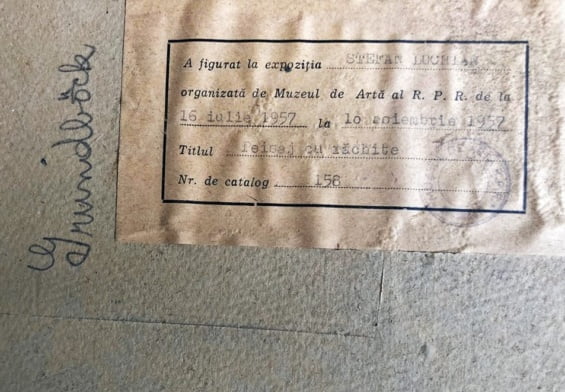 Grundböck
A figurat la expoziția STEFAN LUCHIAN
organizată de Muzeul de Artă al R. P. R. de la
16 iulie 1957 la 10 noiembrie 1957
Titlul Peisaj cu răchite
Nr. de catalog 156